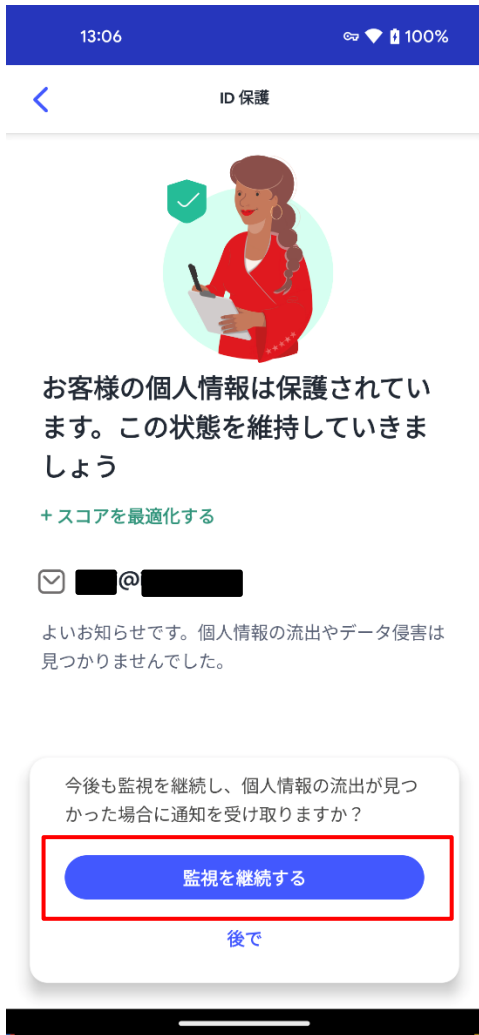 13:06
100%
ID 保護
お客様の個人情報は保護されてい
ます。この状態を維持していきま
しょう
+ スコアを最適化する
@
よいお知らせです。個人情報の流出やデータ侵害は
見つかりませんでした。
今後も監視を継続し、個人情報の流出が見つ
かった場合に通知を受け取りますか？
監視を継続する
後で